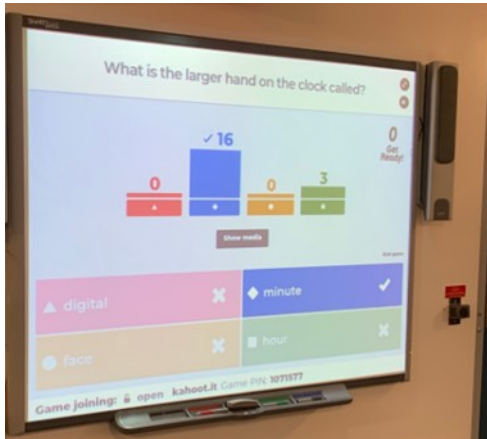 What is the larger hand on the clock called?
0
Get
Ready!
0
✓ 16
0
3
Show media
digital
minute
face
hour
Game joining: open kahoot.it Game PIN: 1071577